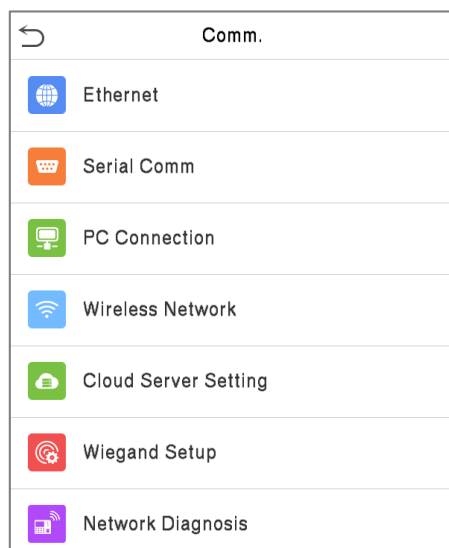 Comm.
Ethernet
Serial Comm
PC Connection
Wireless Network
Cloud Server Setting
Wiegand Setup
Network Diagnosis